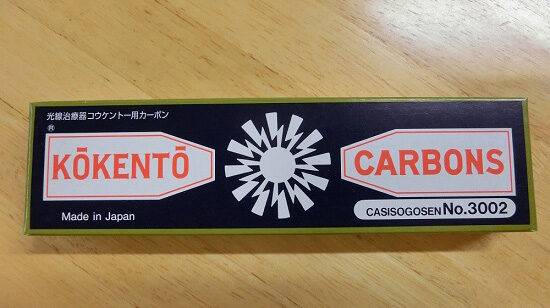 光線治療器コウケントー用カーボン
®
KŌKENTŌ
CARBONS
Made in Japan
CASISOGOSEN No.3002